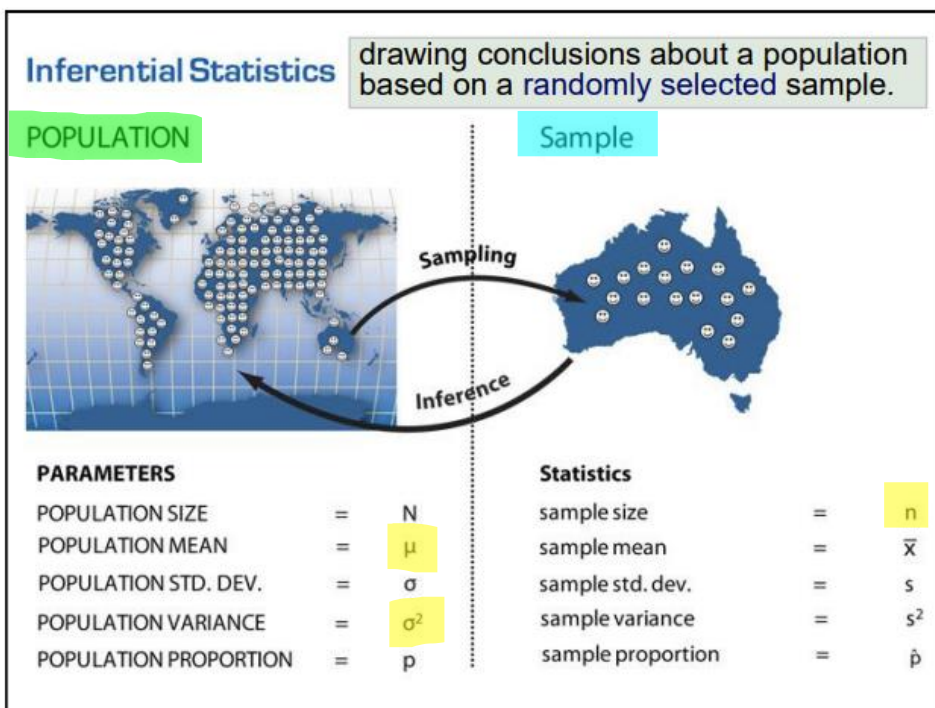 Inferential Statistics
drawing conclusions about a population
based on a randomly selected sample.
POPULATION
Sample
Sampling
Inference
PARAMETERS
POPULATION SIZE = N
POPULATION MEAN = μ
POPULATION STD. DEV. = σ
POPULATION VARIANCE = σ²
POPULATION PROPORTION = p
Statistics
sample size = n
sample mean = x̅
sample std. dev. = s
sample variance = s²
sample proportion = p̂